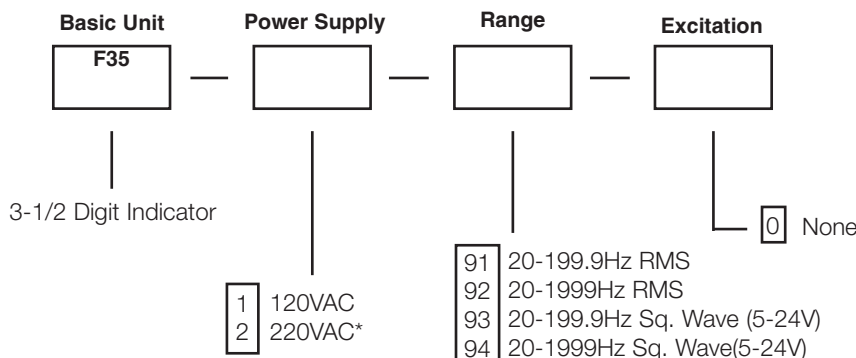 Basic Unit
Power Supply
Range
Excitation
F35
3-1/2 Digit Indicator
0 None
91 20-199.9Hz RMS
92 20-1999Hz RMS
93 20-199.9Hz Sq. Wave (5-24V)
94 20-1999Hz Sq. Wave(5-24V)
1 120VAC
2 220VAC*